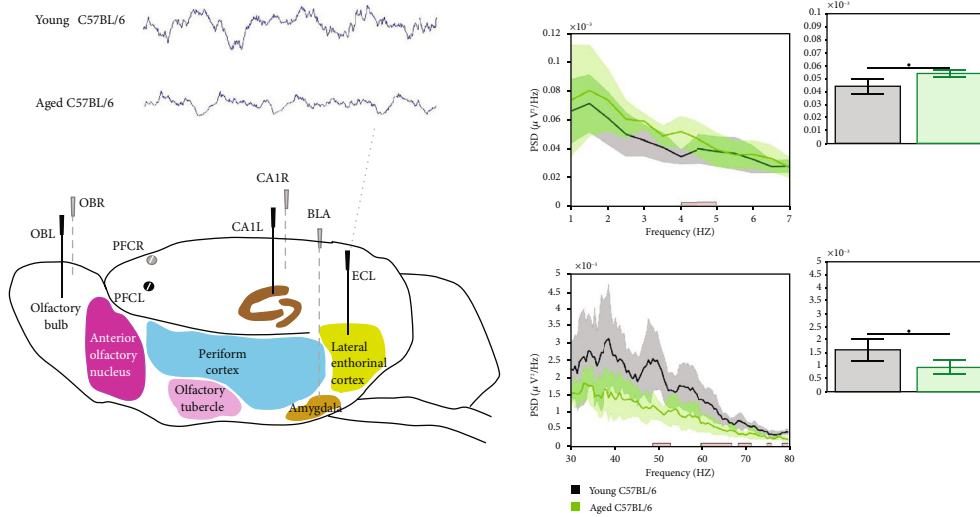 Young C57BL/6
Aged C57BL/6
CA1R
OBR
BLA
OBL
CA1L
PFCR
ECL
PFCL
Olfactory
bulb
Anterior
olfactory
nucleus
Periform
cortex
Lateral
enthorinal
cortex
Olfactory
tubercle
Amygdala
×10⁻³
0.12
0.1
0.08
0.06
0.04
0.02
0
PSD (μ V²/Hz)
1 2 3 4 5 6 7
Frequency (HZ)
×10⁻³
0.1
0.09
0.08
0.07
0.06
0.05
0.04
0.03
0.02
0.01
0
×10⁻³
5
4.5
4
3.5
3
2.5
2
1.5
1
0.5
0
PSD (μ V²/Hz)
30 40 50 60 70 80
Frequency (HZ)
×10⁻³
5
4.5
4
3.5
3
2.5
2
1.5
1
0.5
0
Young C57BL/6
Aged C57BL/6